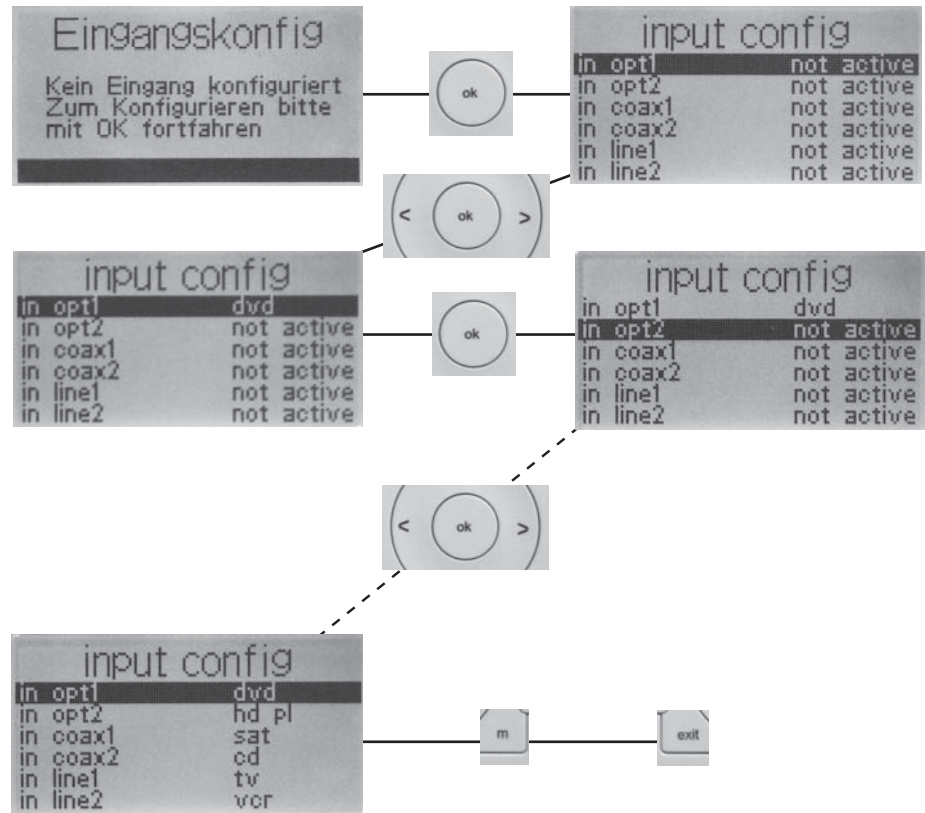 Eingangskonfig
Kein Eingang konfiguriert
Zum Konfigurieren bitte
mit OK fortfahren
ok
input config
in opt1 not active
in opt2 not active
in coax1 not active
in coax2 not active
in line1 not active
in line2 not active
< ok >
input config
in opt1 dvd
in opt2 not active
in coax1 not active
in coax2 not active
in line1 not active
in line2 not active
ok
input config
in opt1 dvd
in opt2 not active
in coax1 not active
in coax2 not active
in line1 not active
in line2 not active
< ok >
input config
in opt1 dvd
in opt2 hd pl
in coax1 sat
in coax2 cd
in line1 tv
in line2 vcr
m
exit